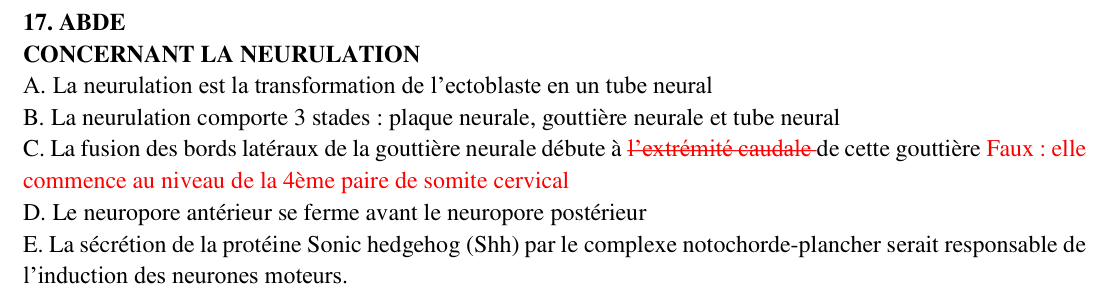 17. ABDE
CONCERNANT LA NEURULATION
A. La neurulation est la transformation de l’ectoblaste en un tube neural
B. La neurulation comporte 3 stades : plaque neurale, gouttière neurale et tube neural
C. La fusion des bords latéraux de la gouttière neurale débute à l’extrémité caudale de cette gouttière Faux : elle
commence au niveau de la 4ème paire de somite cervical
D. Le neuropore antérieur se ferme avant le neuropore postérieur
E. La sécrétion de la protéine Sonic hedgehog (Shh) par le complexe notochorde-plancher serait responsable de
l’induction des neurones moteurs.